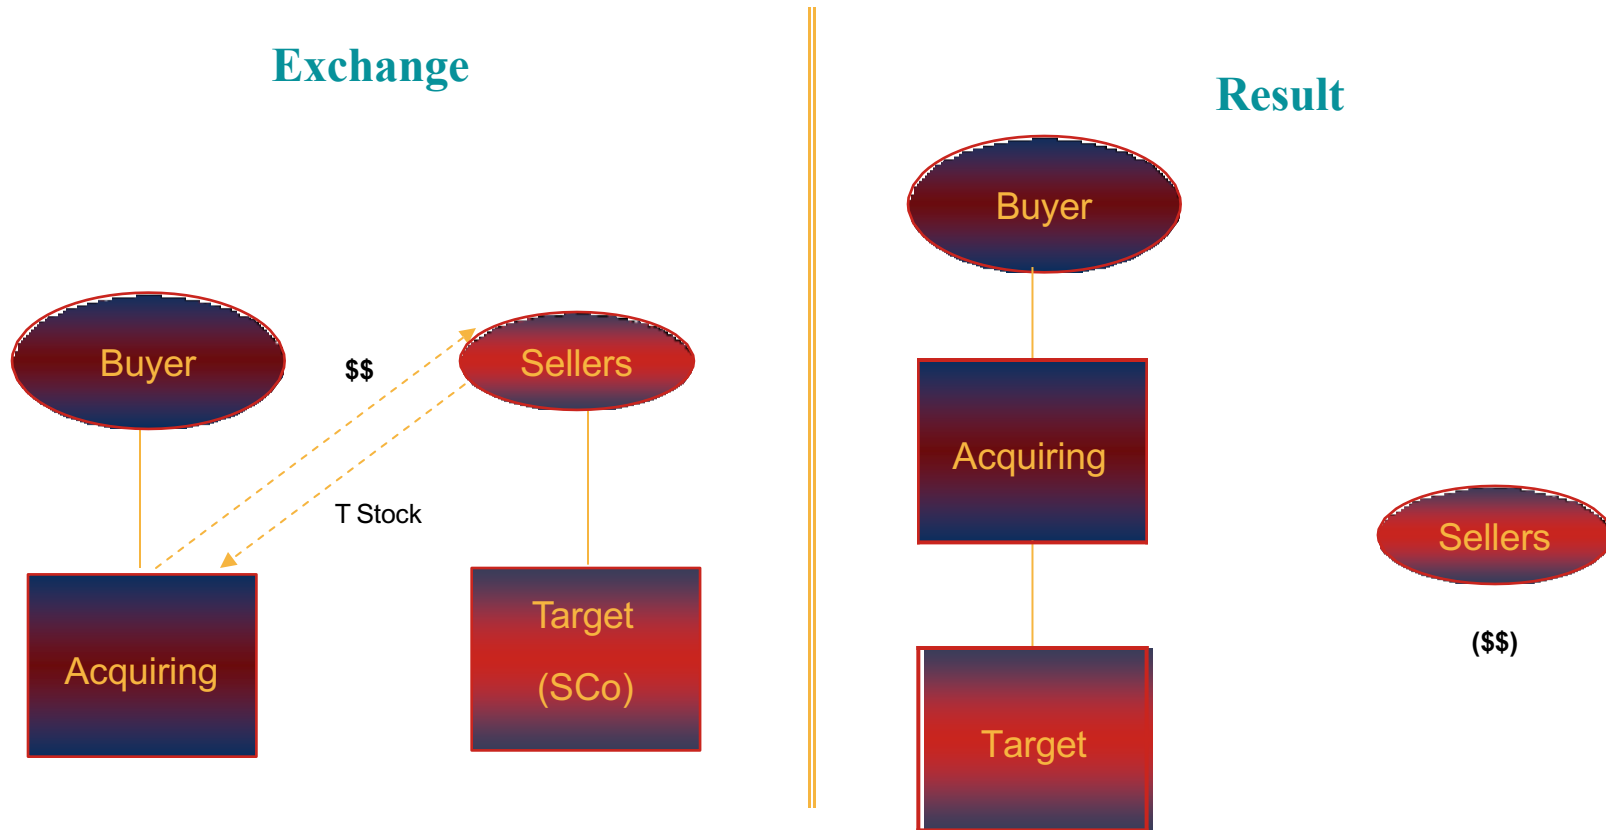 Exchange
Buyer
$$
Sellers
T Stock
Acquiring
Target
(SCo)
Result
Buyer
Acquiring
Sellers
($$)
Target